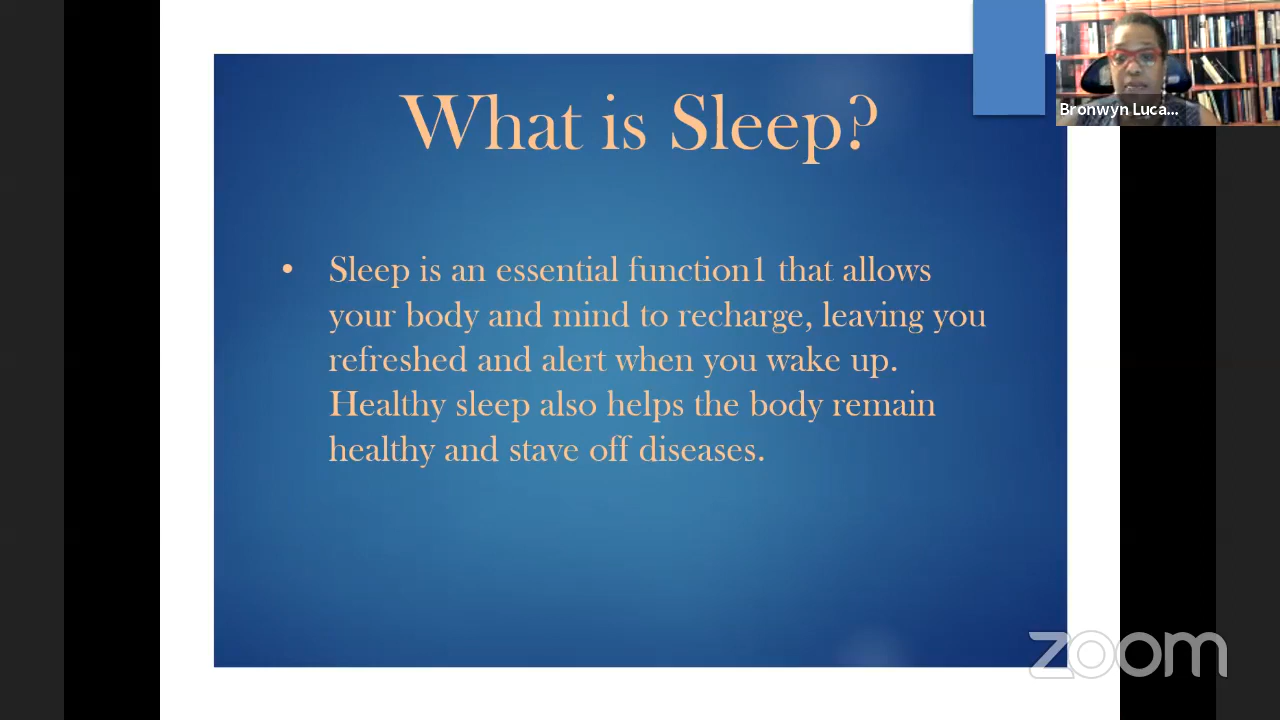 What is Sleep?
Bronwyn Luca...
• Sleep is an essential function1 that allows
your body and mind to recharge, leaving you
refreshed and alert when you wake up.
Healthy sleep also helps the body remain
healthy and stave off diseases.
zoom